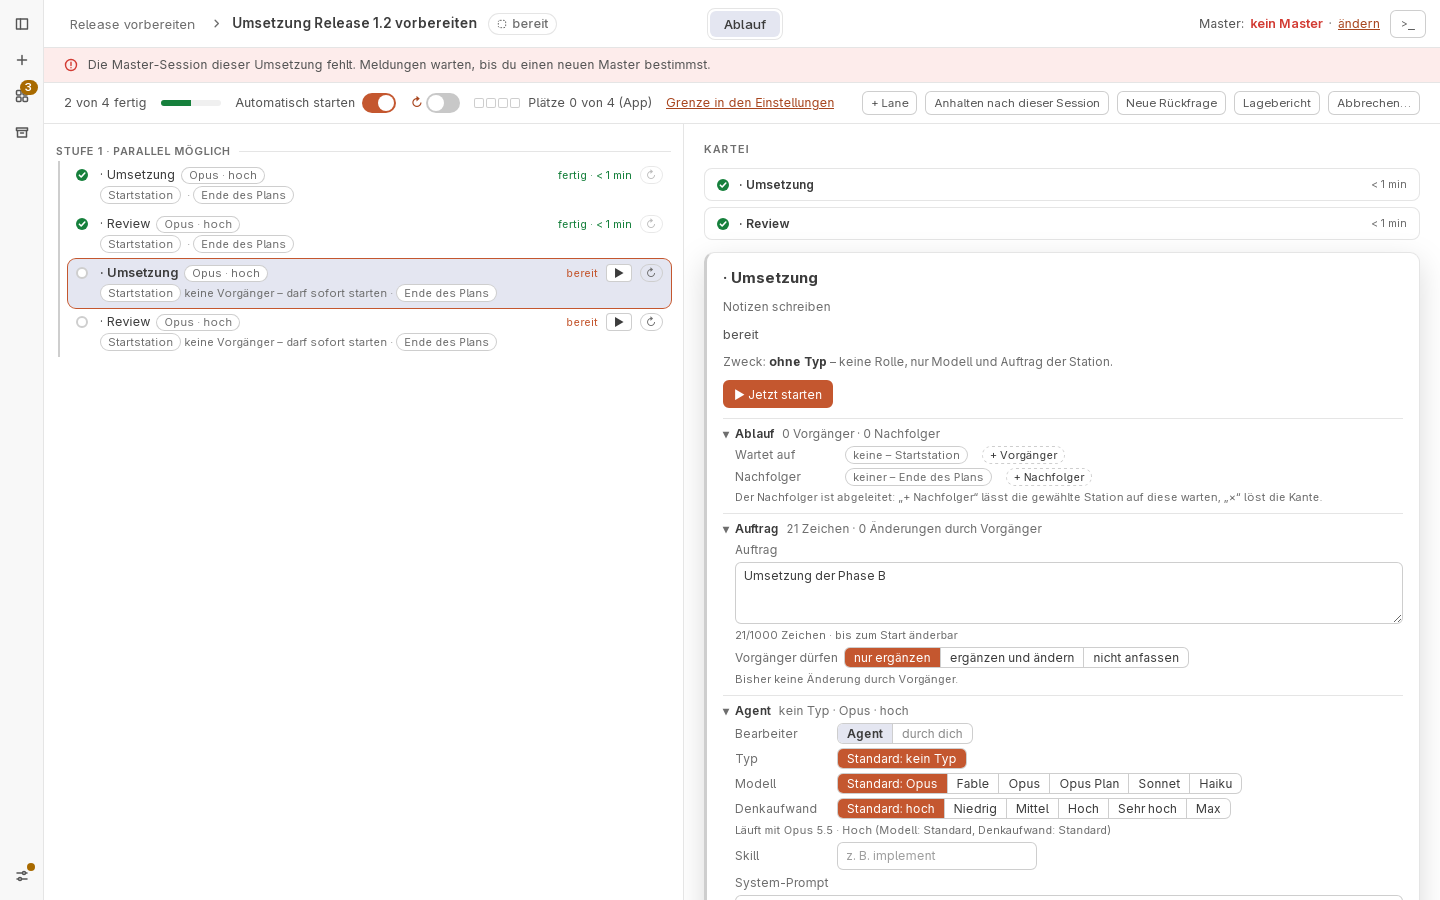 Release vorbereiten
Umsetzung Release 1.2 vorbereiten
bereit
Ablauf
Master: kein Master · ändern
>_
3
Die Master-Session dieser Umsetzung fehlt. Meldungen warten, bis du einen neuen Master bestimmst.
2 von 4 fertig
Automatisch starten
Plätze 0 von 4 (App)
Grenze in den Einstellungen
+ Lane
Anhalten nach dieser Session
Neue Rückfrage
Lagebericht
Abbrechen…
STUFE 1 · PARALLEL MÖGLICH
· Umsetzung Opus · hoch fertig · < 1 min
Startstation · Ende des Plans
· Review Opus · hoch fertig · < 1 min
Startstation · Ende des Plans
· Umsetzung Opus · hoch bereit
Startstation keine Vorgänger – darf sofort starten · Ende des Plans
· Review Opus · hoch bereit
Startstation keine Vorgänger – darf sofort starten · Ende des Plans
KARTEI
· Umsetzung < 1 min
· Review < 1 min
· Umsetzung
Notizen schreiben
bereit
Zweck: ohne Typ – keine Rolle, nur Modell und Auftrag der Station.
▶ Jetzt starten
▾ Ablauf 0 Vorgänger · 0 Nachfolger
Wartet auf keine – Startstation + Vorgänger
Nachfolger keiner – Ende des Plans + Nachfolger
Der Nachfolger ist abgeleitet: „+ Nachfolger“ lässt die gewählte Station auf diese warten, „×“ löst die Kante.
▾ Auftrag 21 Zeichen · 0 Änderungen durch Vorgänger
Auftrag
Umsetzung der Phase B
21/1000 Zeichen · bis zum Start änderbar
Vorgänger dürfen nur ergänzen ergänzen und ändern nicht anfassen
Bisher keine Änderung durch Vorgänger.
▾ Agent kein Typ · Opus · hoch
Bearbeiter Agent durch dich
Typ Standard: kein Typ
Modell Standard: Opus Fable Opus Opus Plan Sonnet Haiku
Denkaufwand Standard: hoch Niedrig Mittel Hoch Sehr hoch Max
Läuft mit Opus 5.5 · Hoch (Modell: Standard, Denkaufwand: Standard)
Skill z. B. implement
System-Prompt